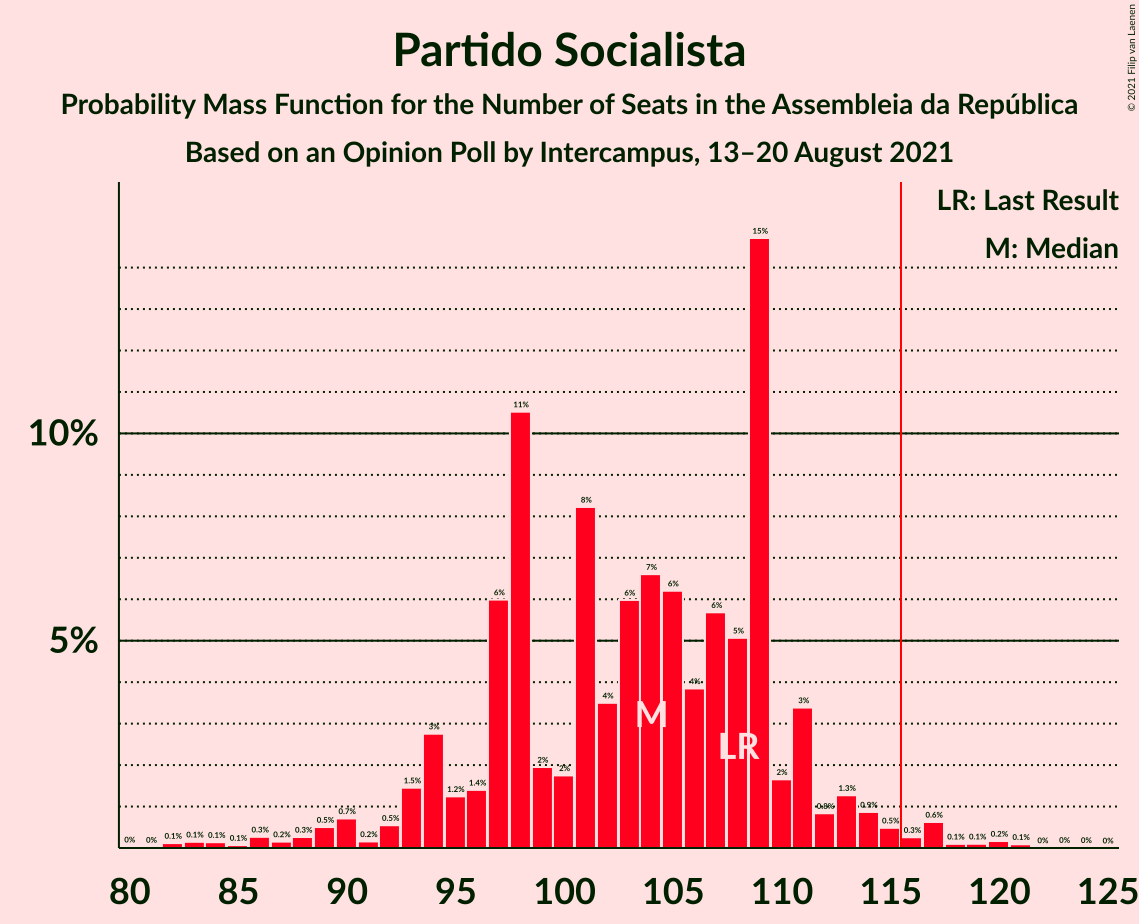 Partido Socialista
Probability Mass Function for the Number of Seats in the Assembleia da República
Based on an Opinion Poll by Intercampus, 13–20 August 2021
© 2021 Filip van Laenen
LR: Last Result
M: Median
15%
11%
10%
8%
7%
6% 6% 6% 6%
5%
5%
4% 4%
M
3% 3%
LR
2% 2% 2%
1.5% 1.2% 1.4% 0.8% 1.3% 0.9%
0% 0% 0.1% 0.1% 0.1% 0.1% 0.3% 0.2% 0.3% 0.5% 0.7% 0.2% 0.5% 0.5% 0.3% 0.6% 0.1% 0.1% 0.2% 0.1% 0% 0% 0% 0%
80 85 90 95 100 105 110 115 120 125